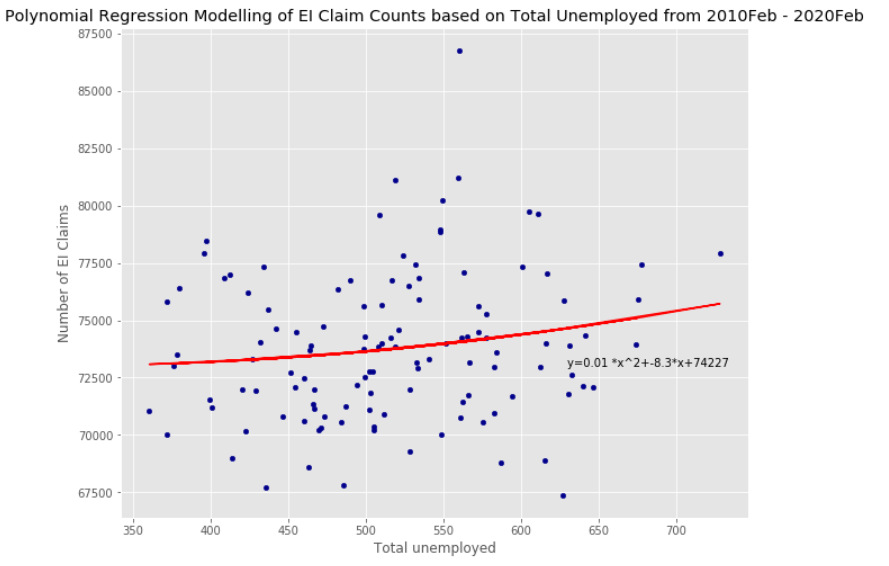 Polynomial Regression Modelling of EI Claim Counts based on Total Unemployed from 2010Feb - 2020Feb
87500
85000
82500
80000
77500
75000
72500
70000
67500
Number of EI Claims
y=0.01 *x^2+-8.3*x+74227
350 400 450 500 550 600 650 700
Total unemployed